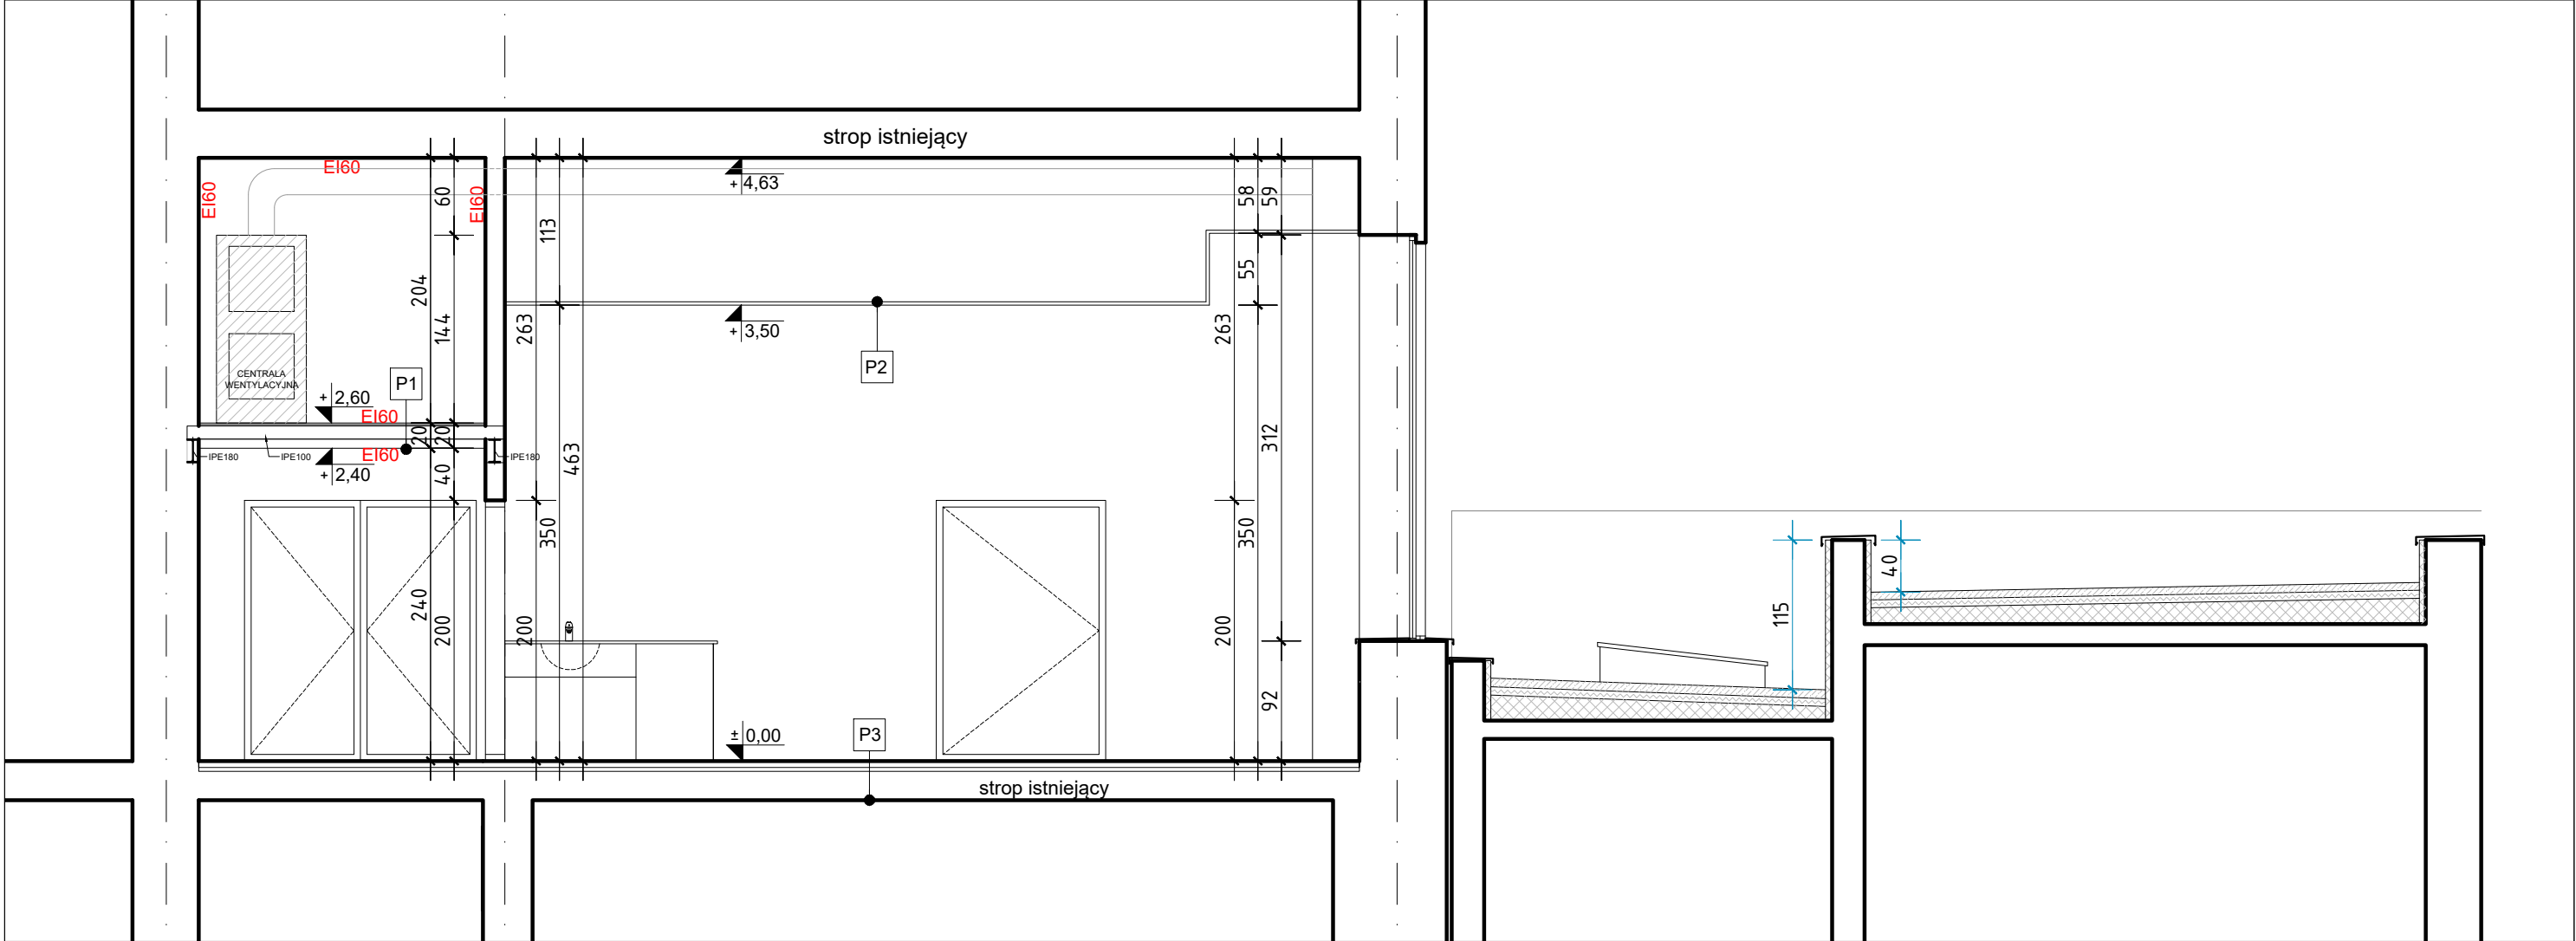 strop istniejący
EI60
EI60
EI60
60
204
144
113
263
463
350
200
+ 4,63
+ 3,50
58
59
55
263
312
350
200
92
CENTRALA
WENTYLACYJNA
P1
P2
+ 2,60
EI60
20
20
IPE180
IPE100
EI60
IPE180
+ 2,40
40
240
200
± 0,00
P3
strop istniejący
115
40